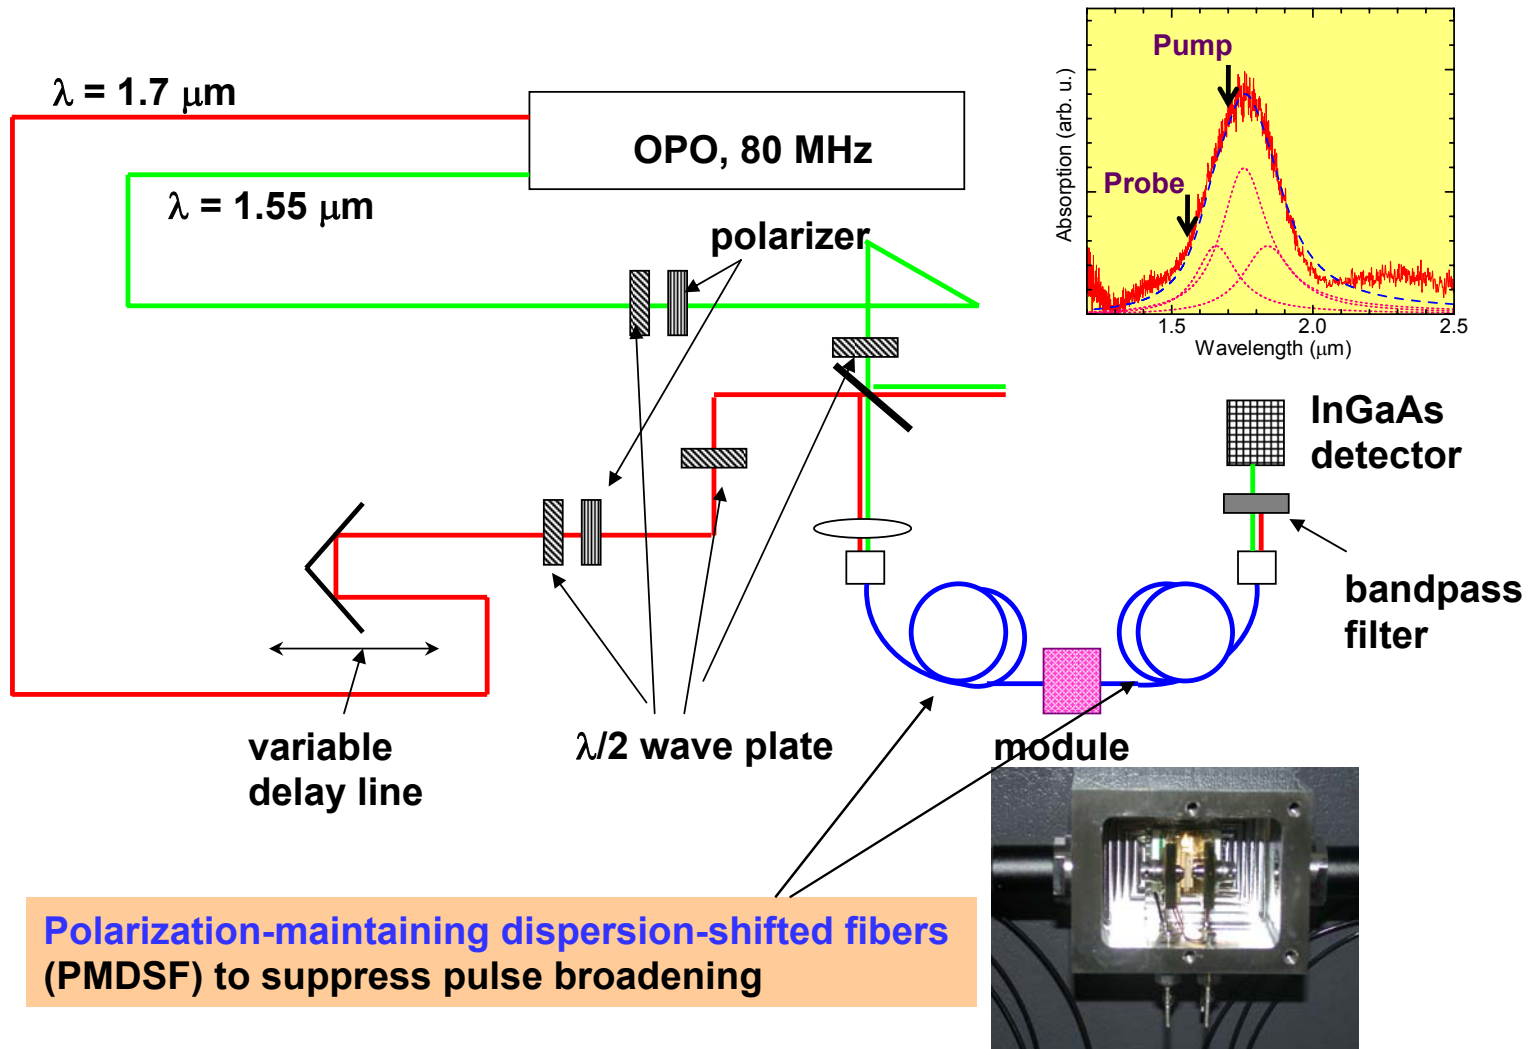 λ = 1.7 μm
OPO, 80 MHz
λ = 1.55 μm
polarizer
Pump
Probe
Absorption (arb. u.)
1.5
2.0
2.5
Wavelength (μm)
InGaAs
detector
bandpass
filter
variable
delay line
λ/2 wave plate
module
Polarization-maintaining dispersion-shifted fibers
(PMDSF) to suppress pulse broadening